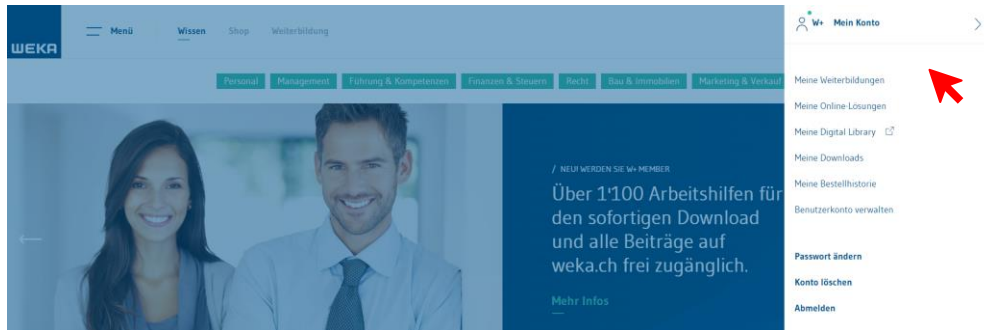 WEKA
Menü Wissen Shop Weiterbildung
W+ Mein Konto
Personal Management Führung & Kompetenzen Finanzen & Steuern Recht Bau & Immobilien Marketing & Verkauf
Meine Weiterbildungen
Meine Online-Lösungen
Meine Digital Library
Meine Downloads
Meine Bestellhistorie
Benutzerkonto verwalten
Passwort ändern
Konto löschen
Abmelden
/ NEU! WERDEN SIE W+ MEMBER
Über 1'100 Arbeitshilfen für
den sofortigen Download
und alle Beiträge auf
weka.ch frei zugänglich.
Mehr Infos